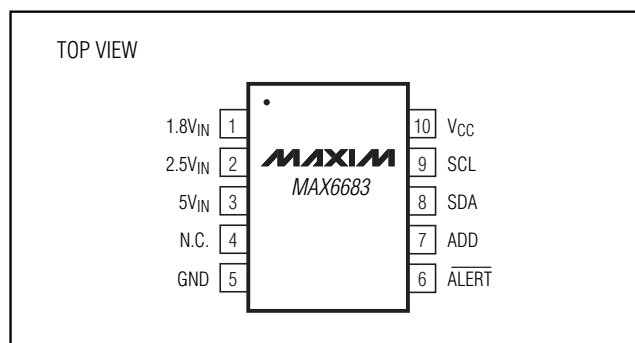 TOP VIEW
1.8VIN 1
2.5VIN 2
5VIN 3
N.C. 4
GND 5
MAXIM
MAX6683
10 VCC
9 SCL
8 SDA
7 ADD
6 ALERT